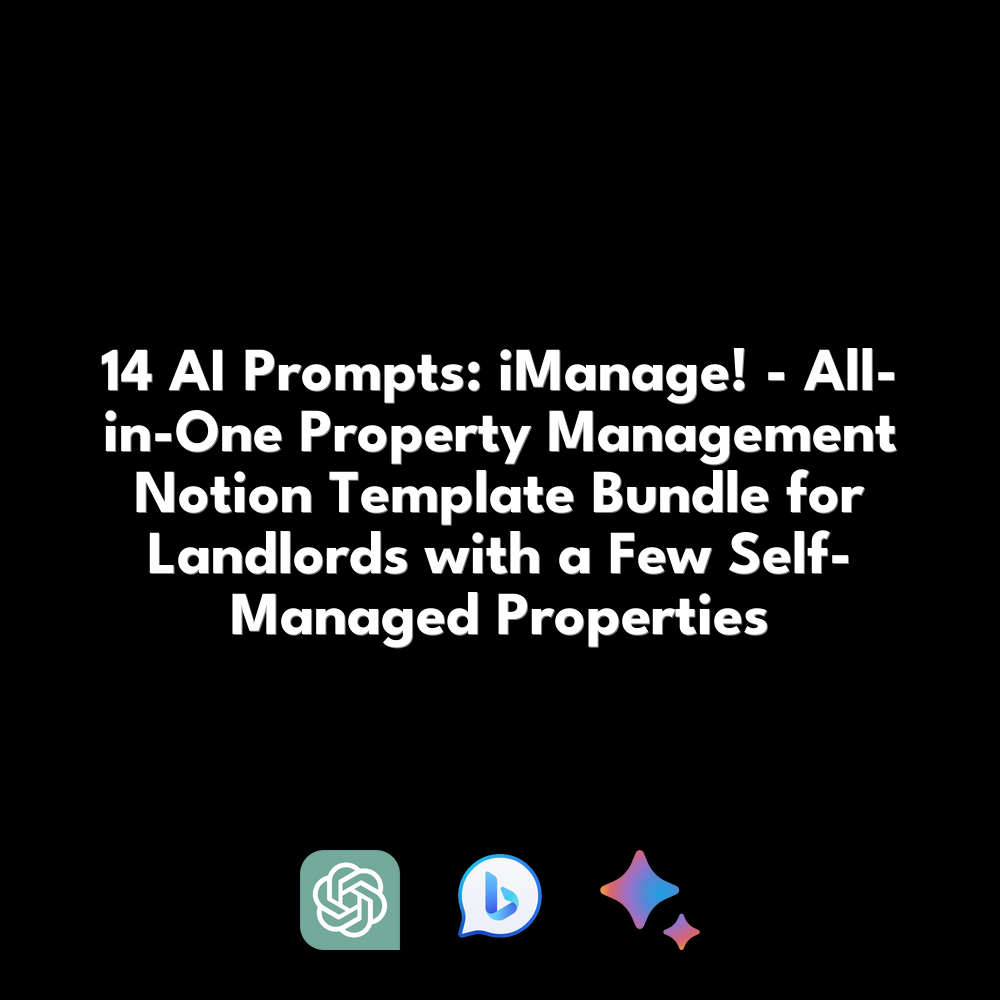 14 AI Prompts: iManage! - All-
in-One Property Management
Notion Template Bundle for
Landlords with a Few Self-
Managed Properties